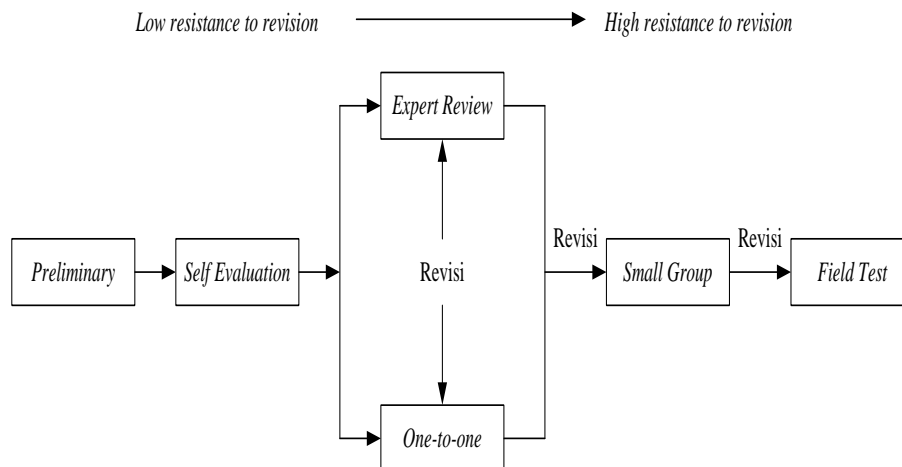 Low resistance to revision
High resistance to revision
Expert Review
Revisi
Revisi
Preliminary
Self Evaluation
Revisi
Small Group
Field Test
One-to-one